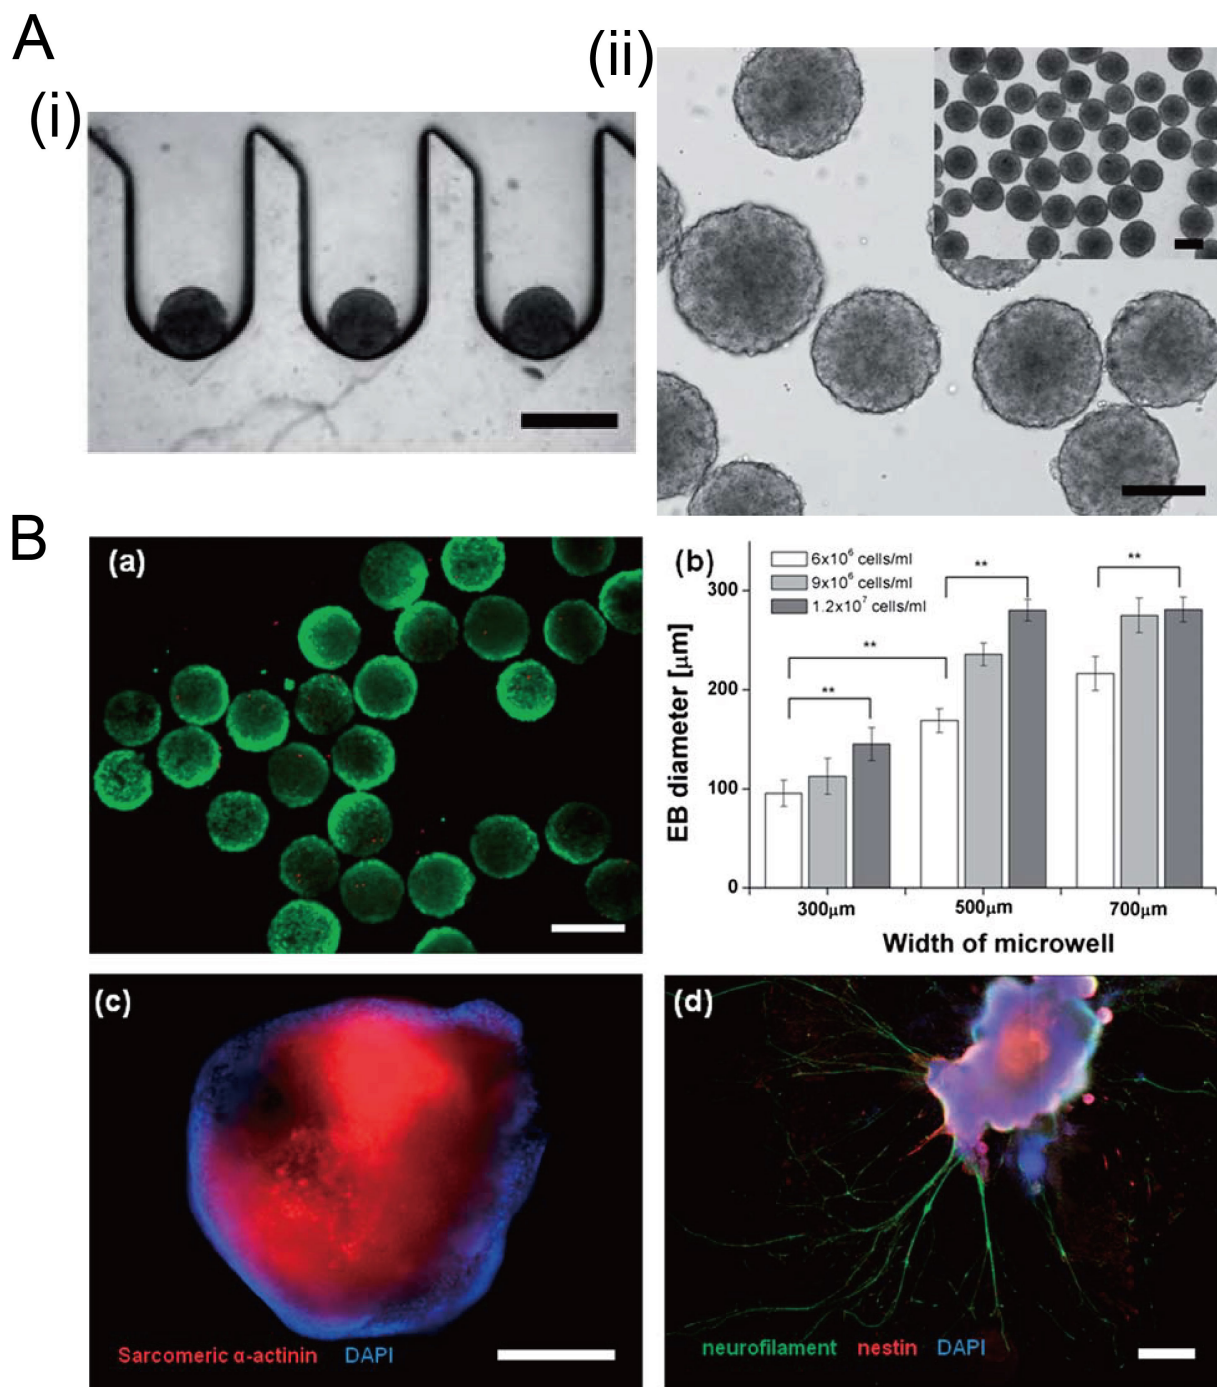 A
(i)
(ii)
B
(a)
(b)
6x10⁶ cells/ml
9x10⁶ cells/ml
1.2x10⁷ cells/ml
**
**
**
**
300
200
100
0
EB diameter [μm]
300μm
500μm
700μm
Width of microwell
(c)
Sarcomeric α-actinin DAPI
(d)
neurofilament nestin DAPI